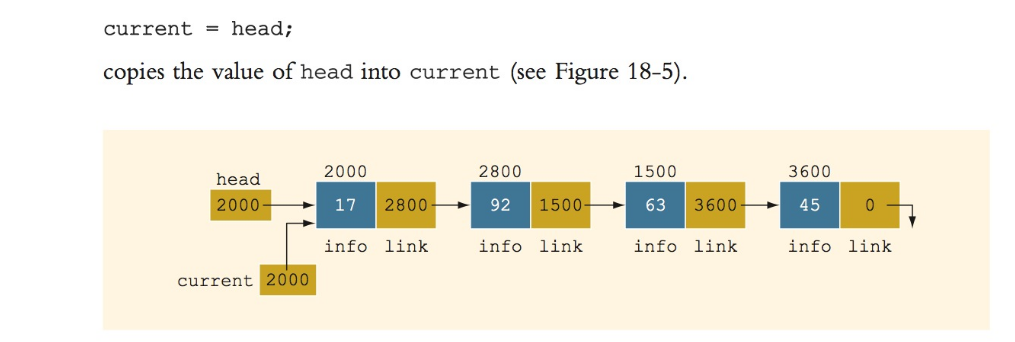 current = head;
copies the value of head into current (see Figure 18-5).
head 2000 2800 1500 3600
2000 17 2800 92 1500 63 3600 45 0
info link info link info link info link
current 2000